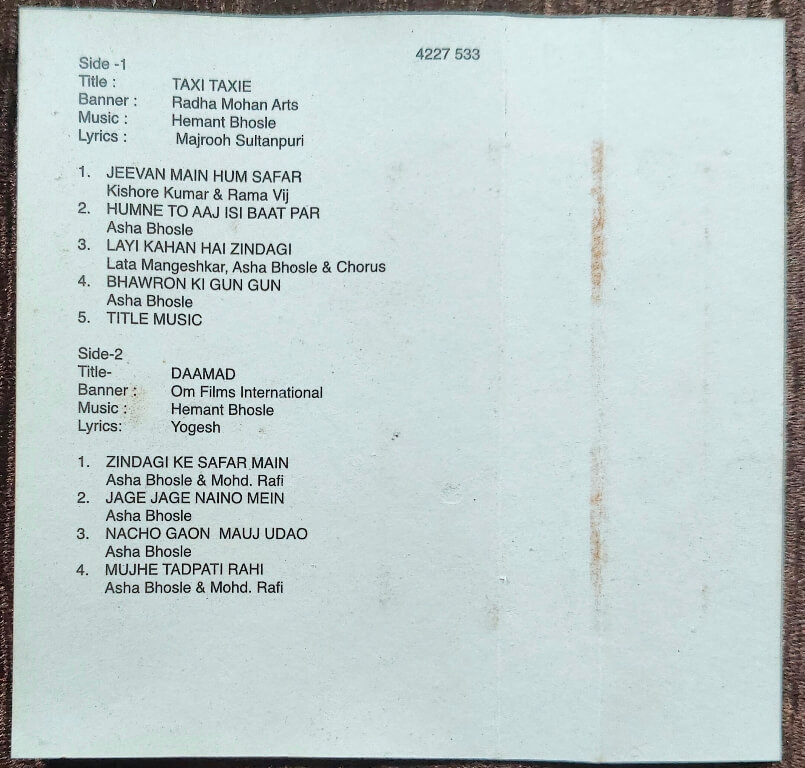 4227 533
Side -1
Title : TAXI TAXIE
Banner : Radha Mohan Arts
Music : Hemant Bhosle
Lyrics : Majrooh Sultanpuri
1. JEEVAN MAIN HUM SAFAR
Kishore Kumar & Rama Vij
2. HUMNE TO AAJ ISI BAAT PAR
Asha Bhosle
3. LAYI KAHAN HAI ZINDAGI
Lata Mangeshkar, Asha Bhosle & Chorus
4. BHAWRON KI GUN GUN
Asha Bhosle
5. TITLE MUSIC
Side-2
Title- DAAMAD
Banner : Om Films International
Music : Hemant Bhosle
Lyrics: Yogesh
1. ZINDAGI KE SAFAR MAIN
Asha Bhosle & Mohd. Rafi
2. JAGE JAGE NAINO MEIN
Asha Bhosle
3. NACHO GAON MAUJ UDAO
Asha Bhosle
4. MUJHE TADPATI RAHI
Asha Bhosle & Mohd. Rafi